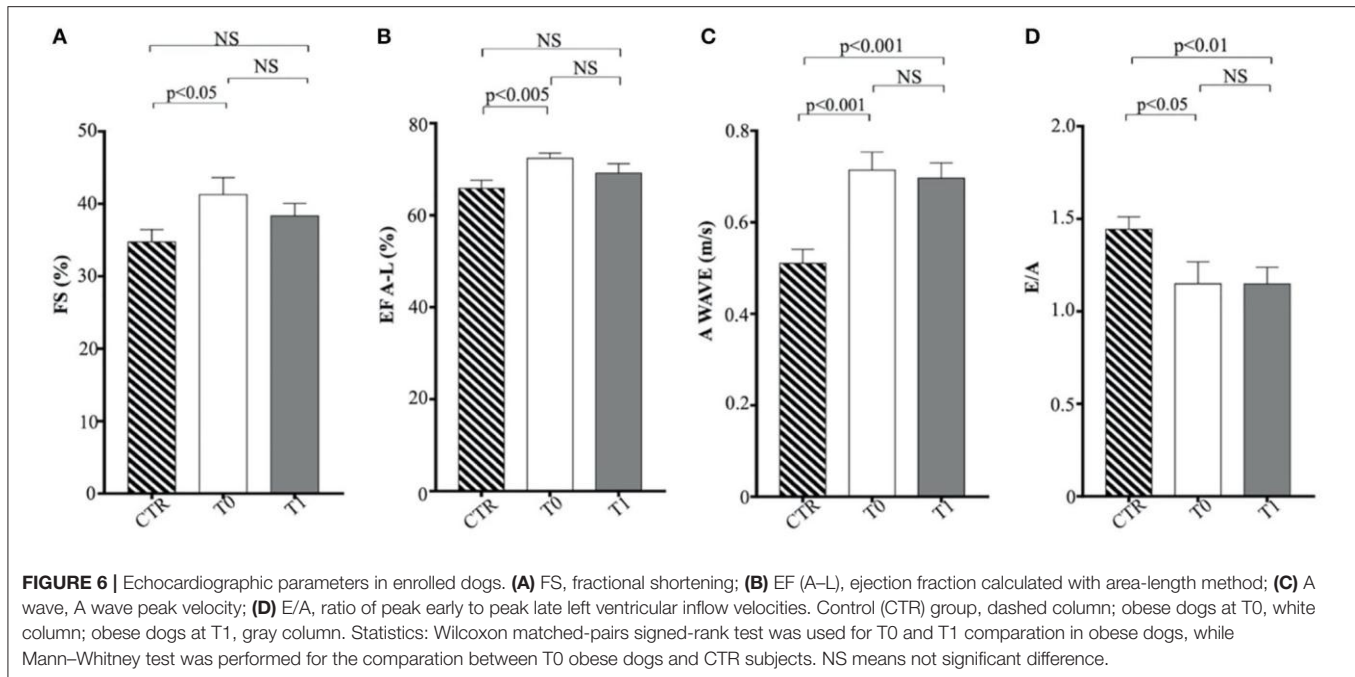 A
NS
NS
p<0.05
FS (%)
50
40
30
20
10
0
CTR
T0
T1
B
NS
NS
p<0.005
EF A-L (%)
80
60
40
20
0
CTR
T0
T1
C
p<0.001
NS
p<0.001
A WAVE (m/s)
0.8
0.6
0.4
0.2
0
CTR
T0
T1
D
p<0.01
NS
p<0.05
E/A
2.0
1.5
1.0
0.5
0
CTR
T0
T1
FIGURE 6 | Echocardiographic parameters in enrolled dogs. (A) FS, fractional shortening; (B) EF (A–L), ejection fraction calculated with area-length method; (C) A
wave, A wave peak velocity; (D) E/A, ratio of peak early to peak late left ventricular inflow velocities. Control (CTR) group, dashed column; obese dogs at T0, white
column; obese dogs at T1, gray column. Statistics: Wilcoxon matched-pairs signed-rank test was used for T0 and T1 comparation in obese dogs, while
Mann–Whitney test was performed for the comparation between T0 obese dogs and CTR subjects. NS means not significant difference.